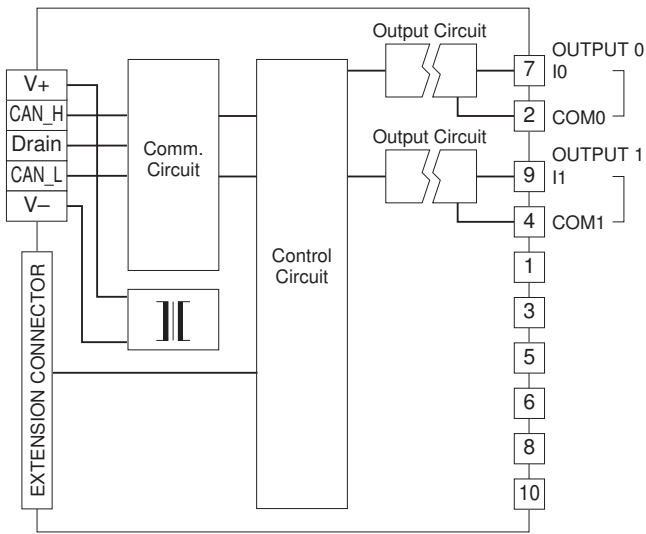 Output Circuit
OUTPUT 0
7
I0
V+
CAN_H
Drain
CAN_L
V–
Comm.
Circuit
2
COM0
Output Circuit
OUTPUT 1
9
I1
4
COM1
Control
Circuit
1
3
5
6
8
10
EXTENSION CONNECTOR